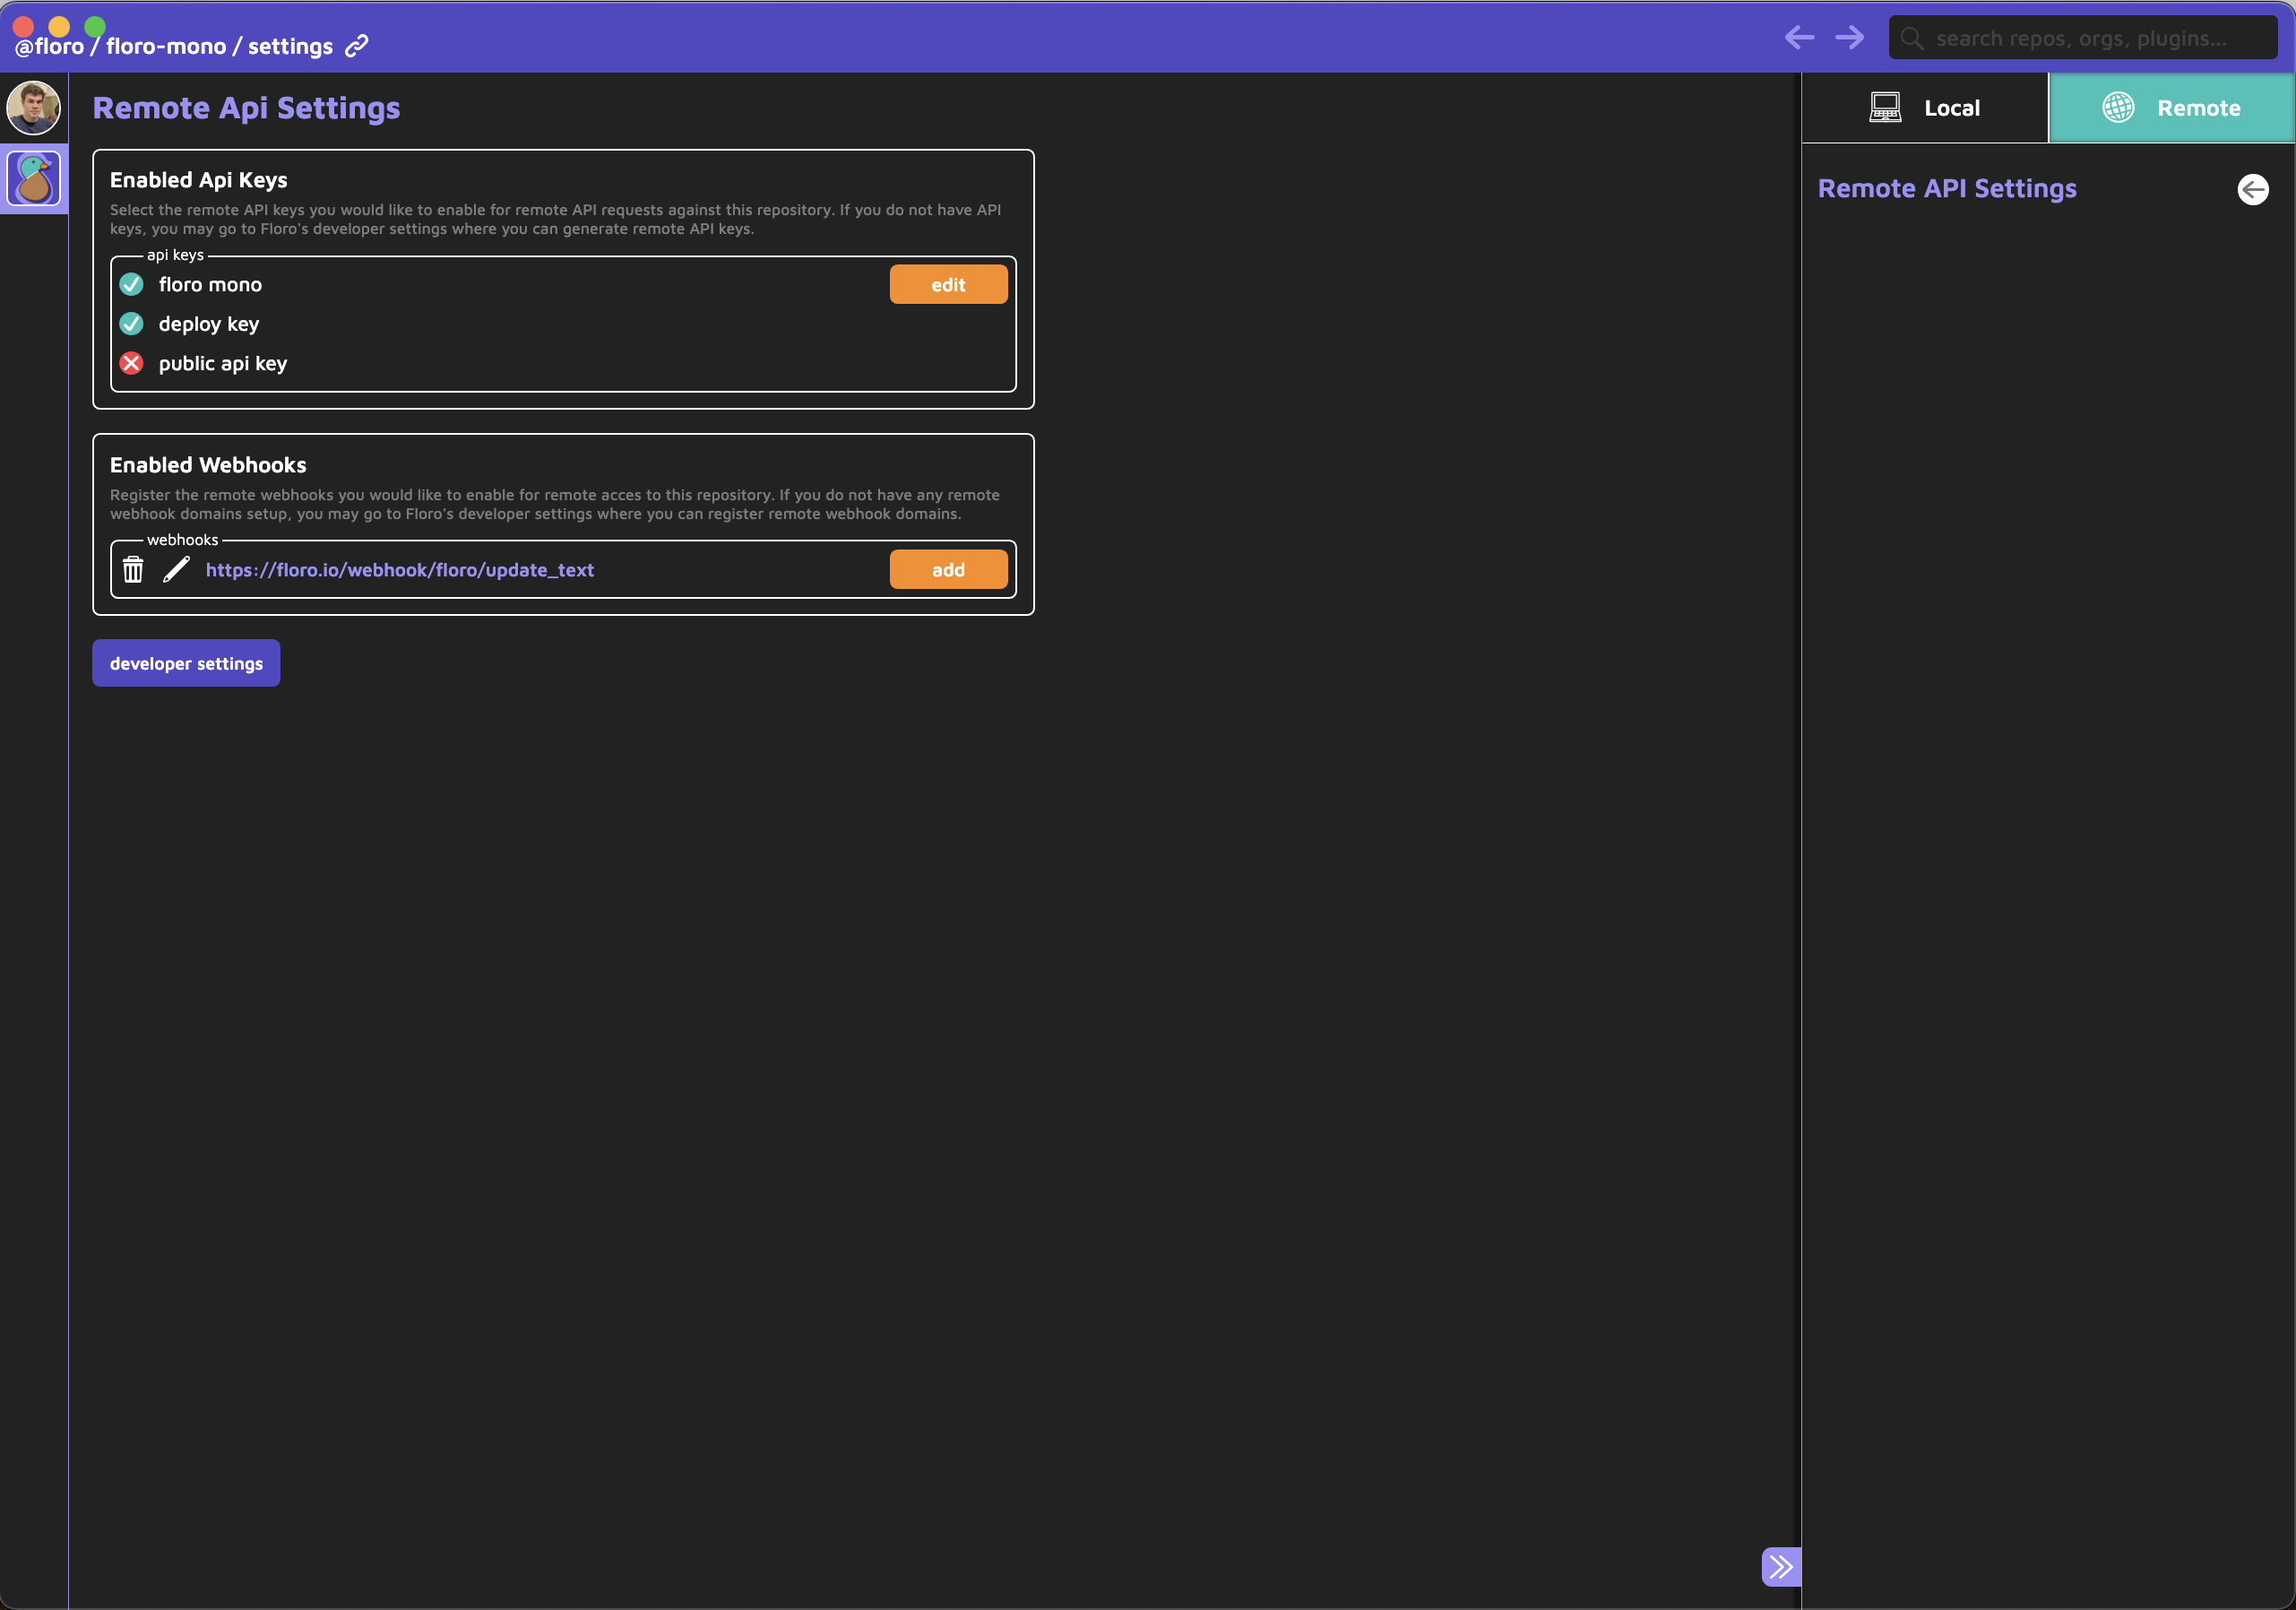 @floro / floro-mono / settings
search repos, orgs, plugins...
Remote Api Settings
Local
Remote
Remote API Settings
Enabled Api Keys
Select the remote API keys you would like to enable for remote API requests against this repository. If you do not have API
keys, you may go to Floro's developer settings where you can generate remote API keys.
api keys
floro mono
edit
deploy key
public api key
Enabled Webhooks
Register the remote webhooks you would like to enable for remote acces to this repository. If you do not have any remote
webhook domains setup, you may go to Floro's developer settings where you can register remote webhook domains.
webhooks
https://floro.io/webhook/floro/update_text
add
developer settings